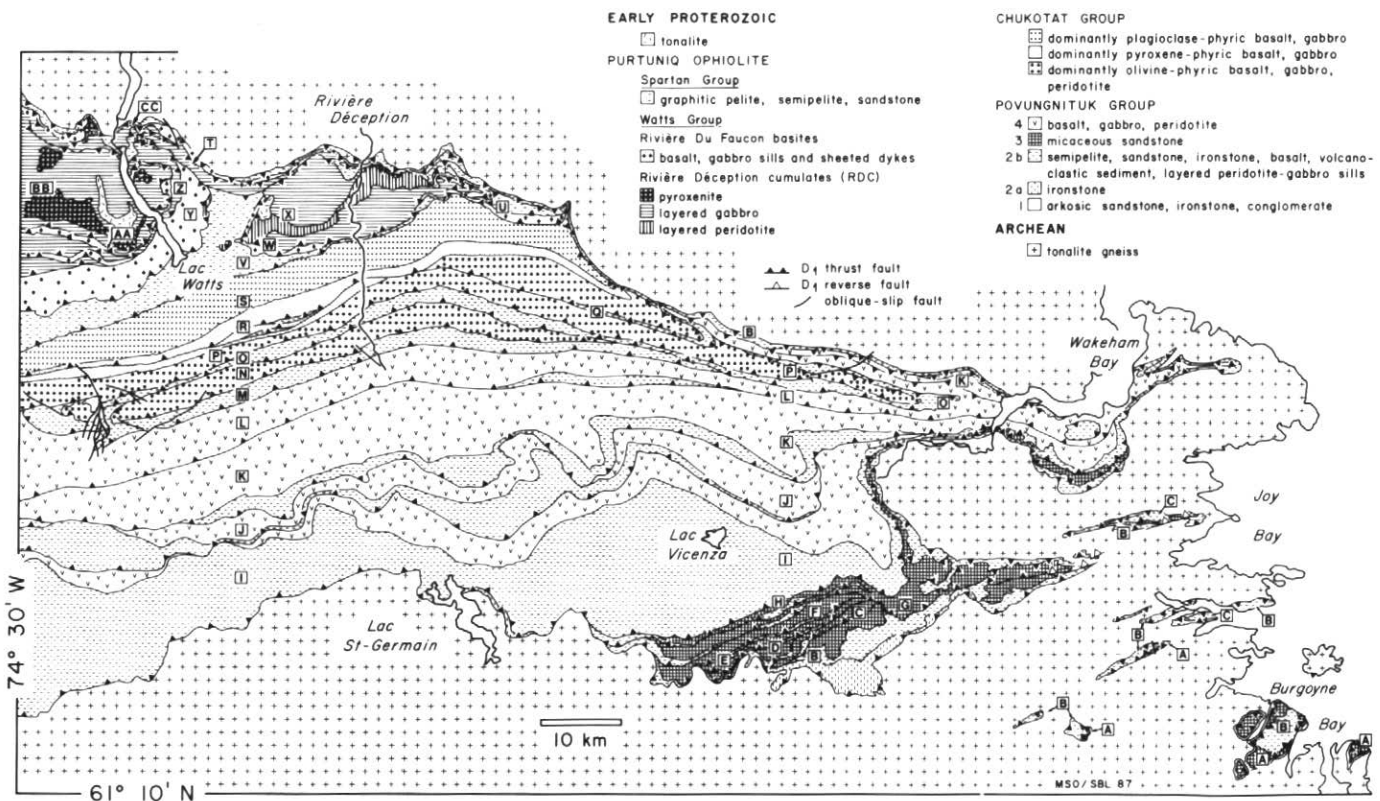 EARLY PROTEROZOIC
tonalite
PURTUNIQ OPHIOLITE
Spartan Group
graphitic pelite, semipelite, sandstone
Watts Group
Rivière Du Faucon basites
basalt, gabbro sills and sheeted dykes
Rivière Déception cumulates (RDC)
pyroxenite
layered gabbro
layered peridotite
D1 thrust fault
D1 reverse fault
oblique-slip fault
CHUKOTAT GROUP
dominantly plagioclase-phyric basalt, gabbro
dominantly pyroxene-phyric basalt, gabbro
dominantly olivine-phyric basalt, gabbro,
peridotite
POVUNGNITUK GROUP
4 basalt, gabbro, peridotite
3 micaceous sandstone
2b semipelite, sandstone, ironstone, basalt, volcano-
clastic sediment, layered peridotite-gabbro sills
2a ironstone
1 arkosic sandstone, ironstone, conglomerate
ARCHEAN
tonalite gneiss
CC
Rivière
Déception
T
BB
Z
Y
X
U
AA
W
Lac
Watts
V
S
R
Q
B
P
O
N
M
L
K
J
I
P
K
O
L
K
J
I
Wakeham
Bay
Joy
Bay
C
B
Lac
Vicenza
H
F
C
G
E
D
B
Lac
St-Germain
C
B
B
A
B
A
Burgoyne
Bay
B
A
A
10 km
74° 30' W
61° 10' N
MSO/SBL 87